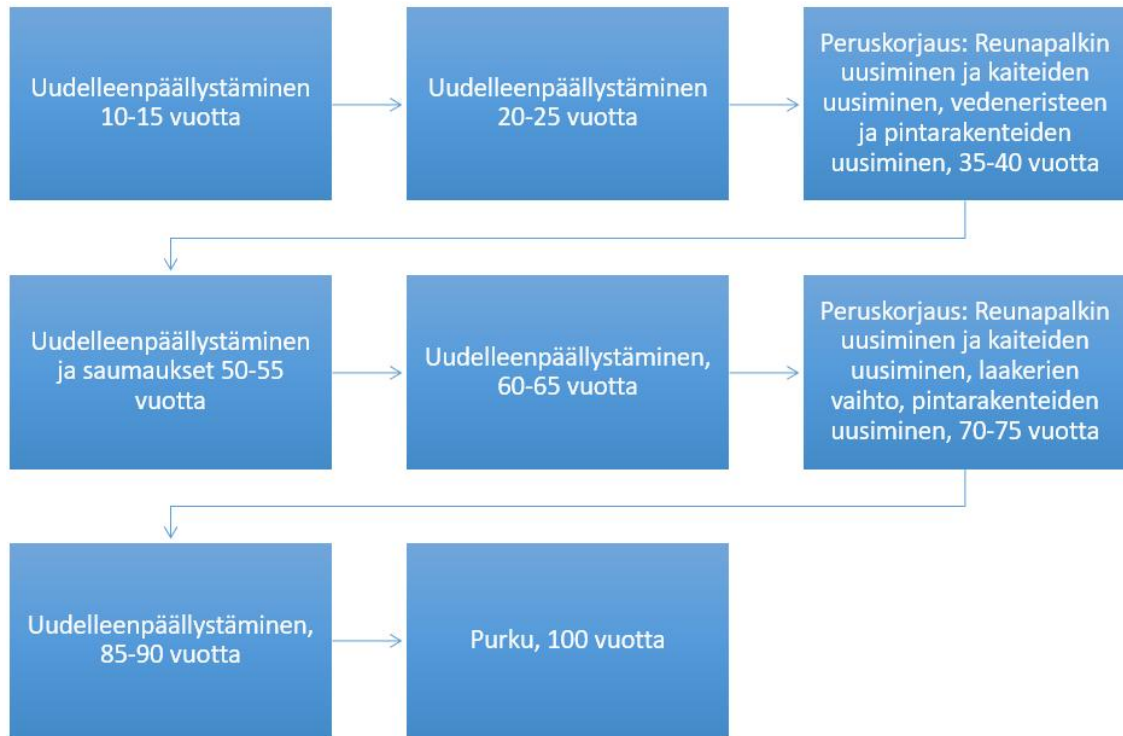 Uudelleenpäällystäminen
10-15 vuotta
Uudelleenpäällystäminen
20-25 vuotta
Peruskorjaus: Reunapalkin
uusiminen ja kaiteiden
uusiminen, vedeneristeen
ja pintarakenteiden
uusiminen, 35-40 vuotta
Uudelleenpäällystäminen
ja saumaukset 50-55
vuotta
Uudelleenpäällystäminen,
60-65 vuotta
Peruskorjaus: Reunapalkin
uusiminen ja kaiteiden
uusiminen, laakerien
vaihto, pintarakenteiden
uusiminen, 70-75 vuotta
Uudelleenpäällystäminen,
85-90 vuotta
Purku, 100 vuotta